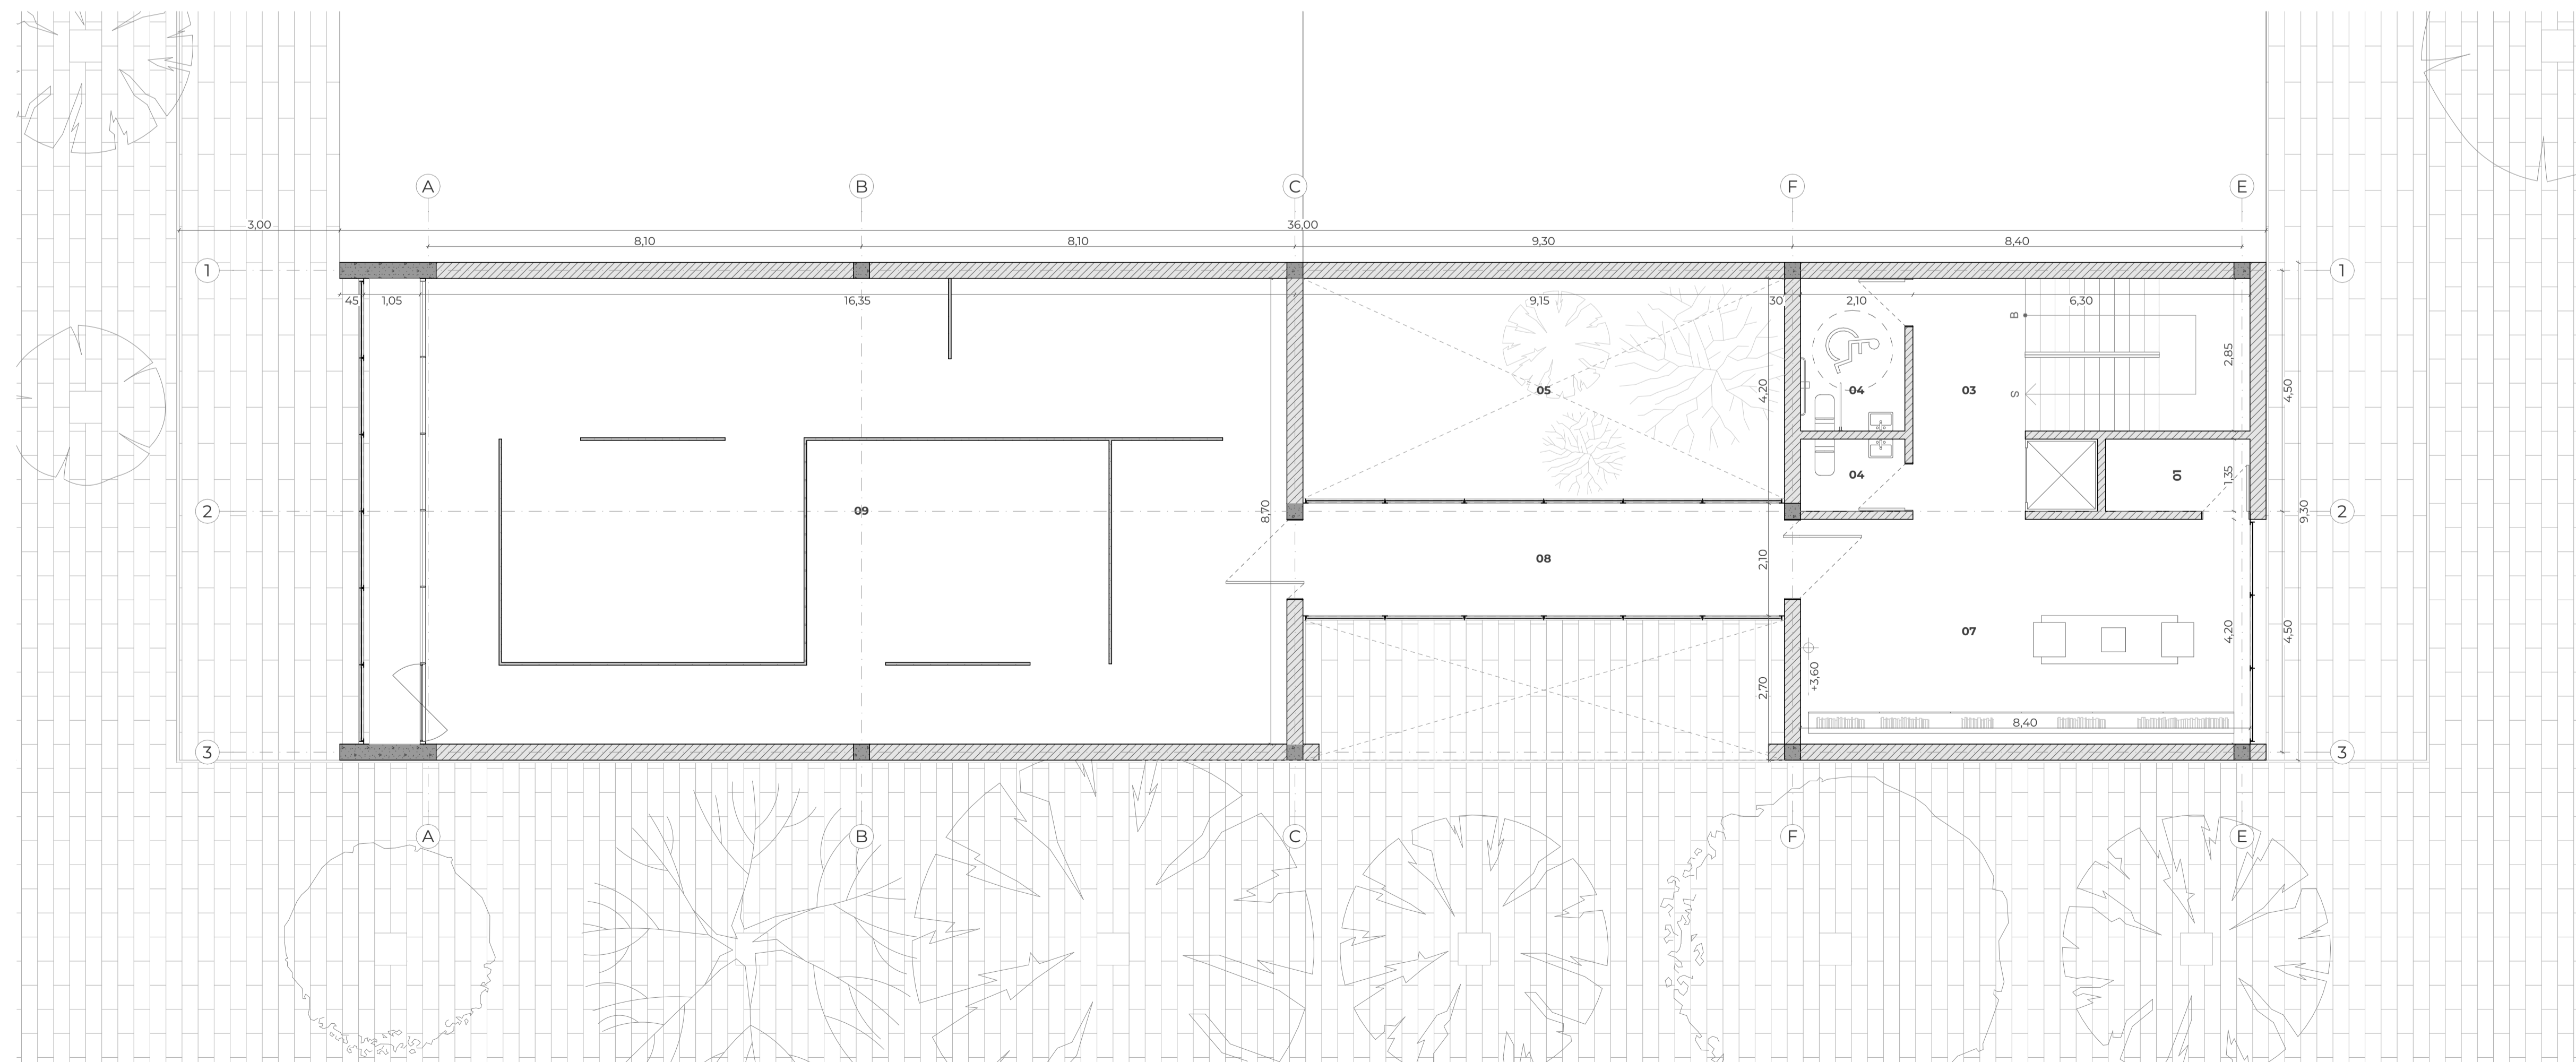 A B C F E
3,00 36,00
8,10 8,10 9,30 8,40
1 1
45 1,05 16,35 9,15 30 2,10 6,30
B
2,85
05 4,20 04 03 S 4,50
04 01 1,35
2 09 8,70 9,30 2
08 2,10
07 4,20 4,50
+3,60
2,70
8,40
3 3
A B C F E